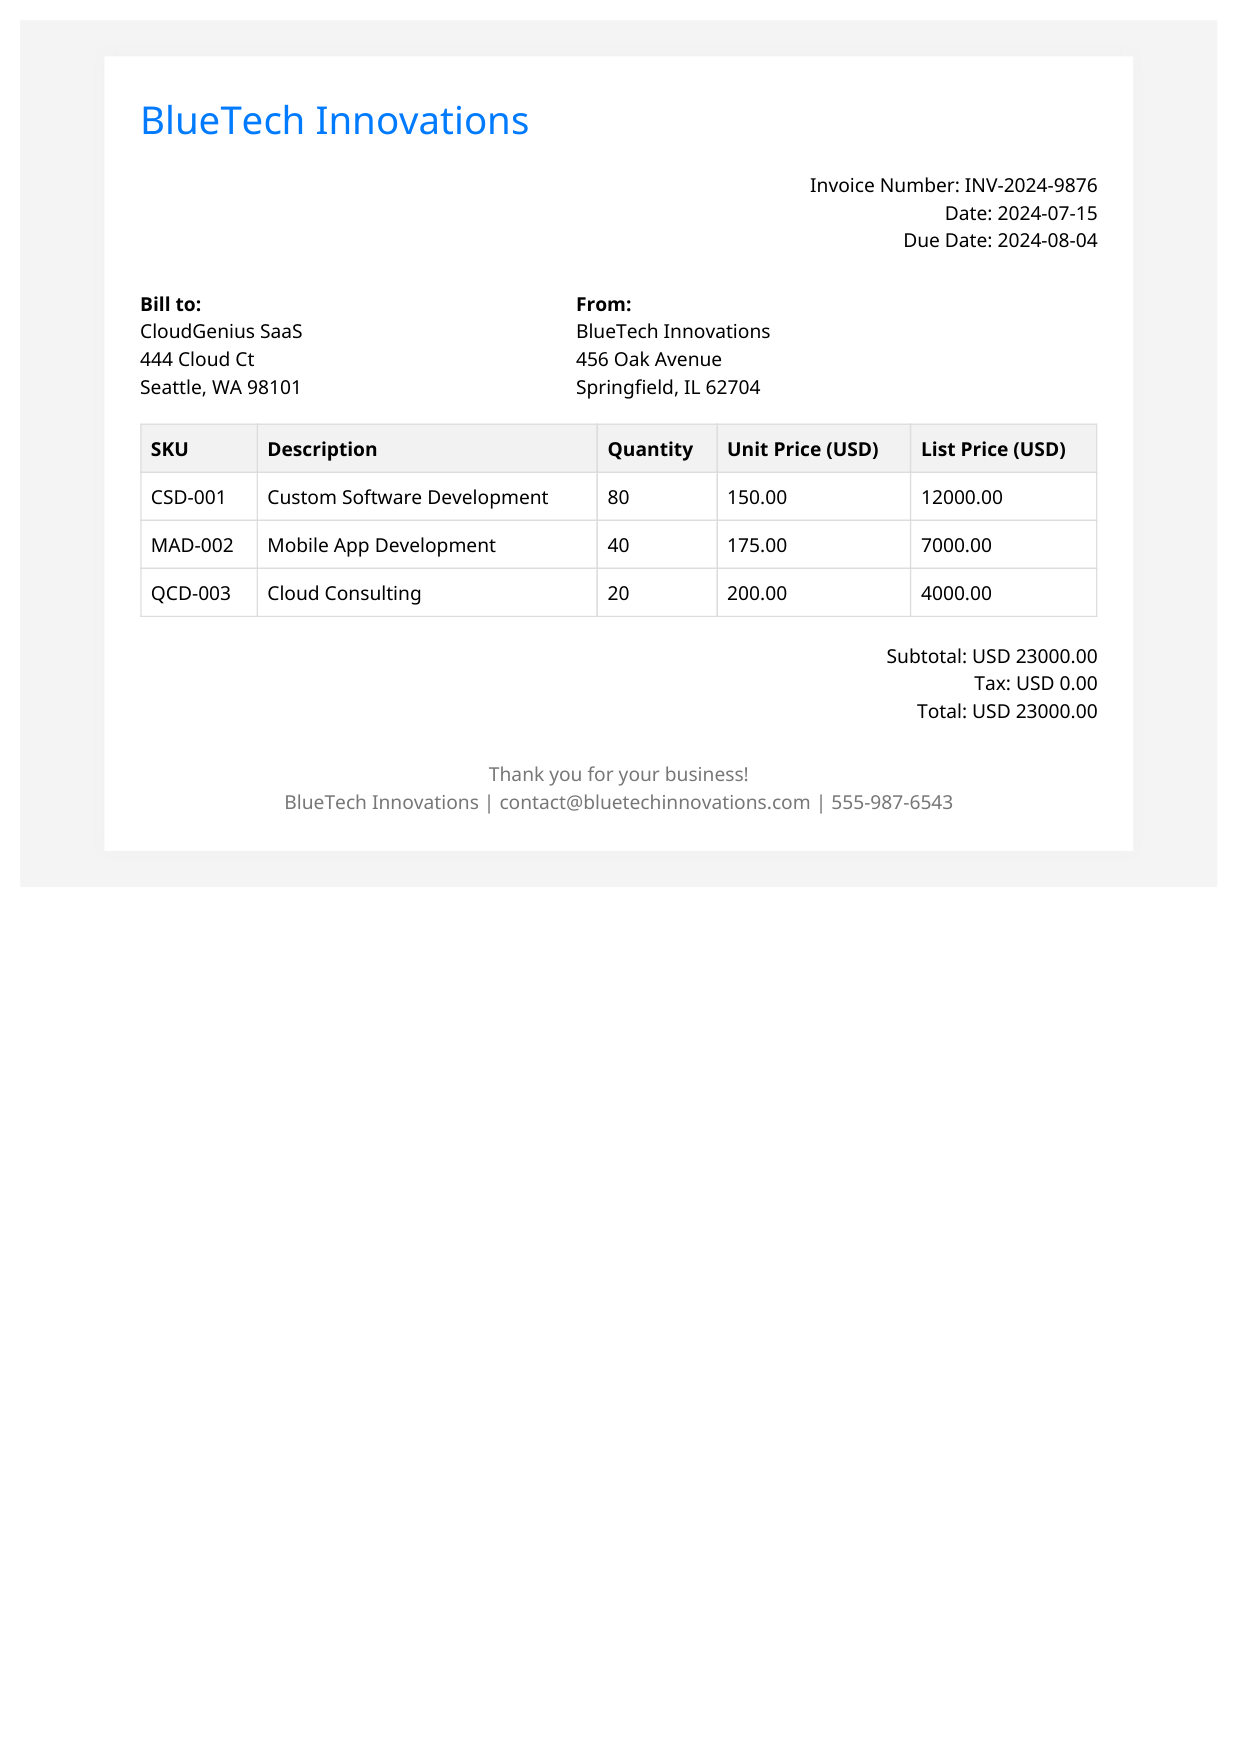 BlueTech Innovations
Invoice Number: INV-2024-9876
Date: 2024-07-15
Due Date: 2024-08-04
Bill to:
CloudGenius SaaS
444 Cloud Ct
Seattle, WA 98101
From:
BlueTech Innovations
456 Oak Avenue
Springfield, IL 62704
SKU Description Quantity Unit Price (USD) List Price (USD)
CSD-001 Custom Software Development 80 150.00 12000.00
MAD-002 Mobile App Development 40 175.00 7000.00
QCD-003 Cloud Consulting 20 200.00 4000.00
Subtotal: USD 23000.00
Tax: USD 0.00
Total: USD 23000.00
Thank you for your business!
BlueTech Innovations | contact@bluetechinnovations.com | 555-987-6543